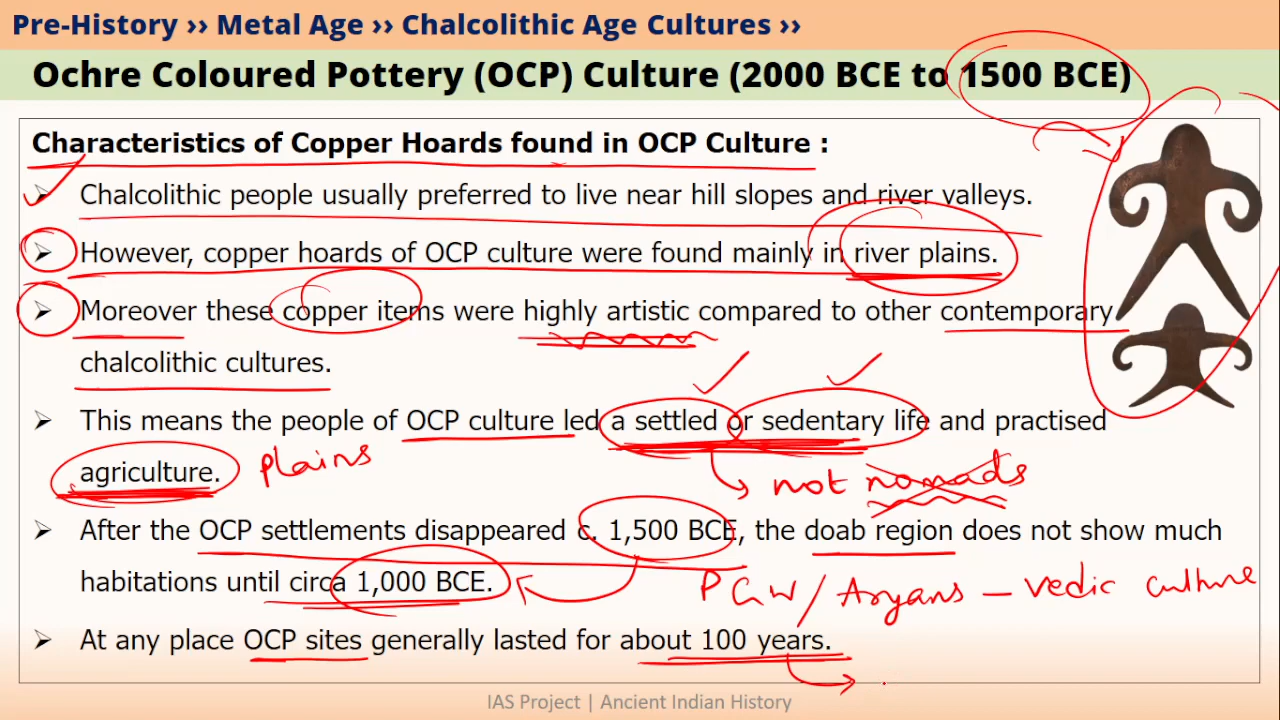 Pre-History ›› Metal Age ›› Chalcolithic Age Cultures ››
Ochre Coloured Pottery (OCP) Culture (2000 BCE to 1500 BCE)
Characteristics of Copper Hoards found in OCP Culture :
➢ Chalcolithic people usually preferred to live near hill slopes and river valleys.
➢ However, copper hoards of OCP culture were found mainly in river plains.
➢ Moreover these copper items were highly artistic compared to other contemporary
chalcolithic cultures.
➢ This means the people of OCP culture led a settled or sedentary life and practised
agriculture. plains
not nomads
➢ After the OCP settlements disappeared c. 1,500 BCE, the doab region does not show much
habitations until circa 1,000 BCE. PGW / Aryans – vedic culture
➢ At any place OCP sites generally lasted for about 100 years.
IAS Project | Ancient Indian History